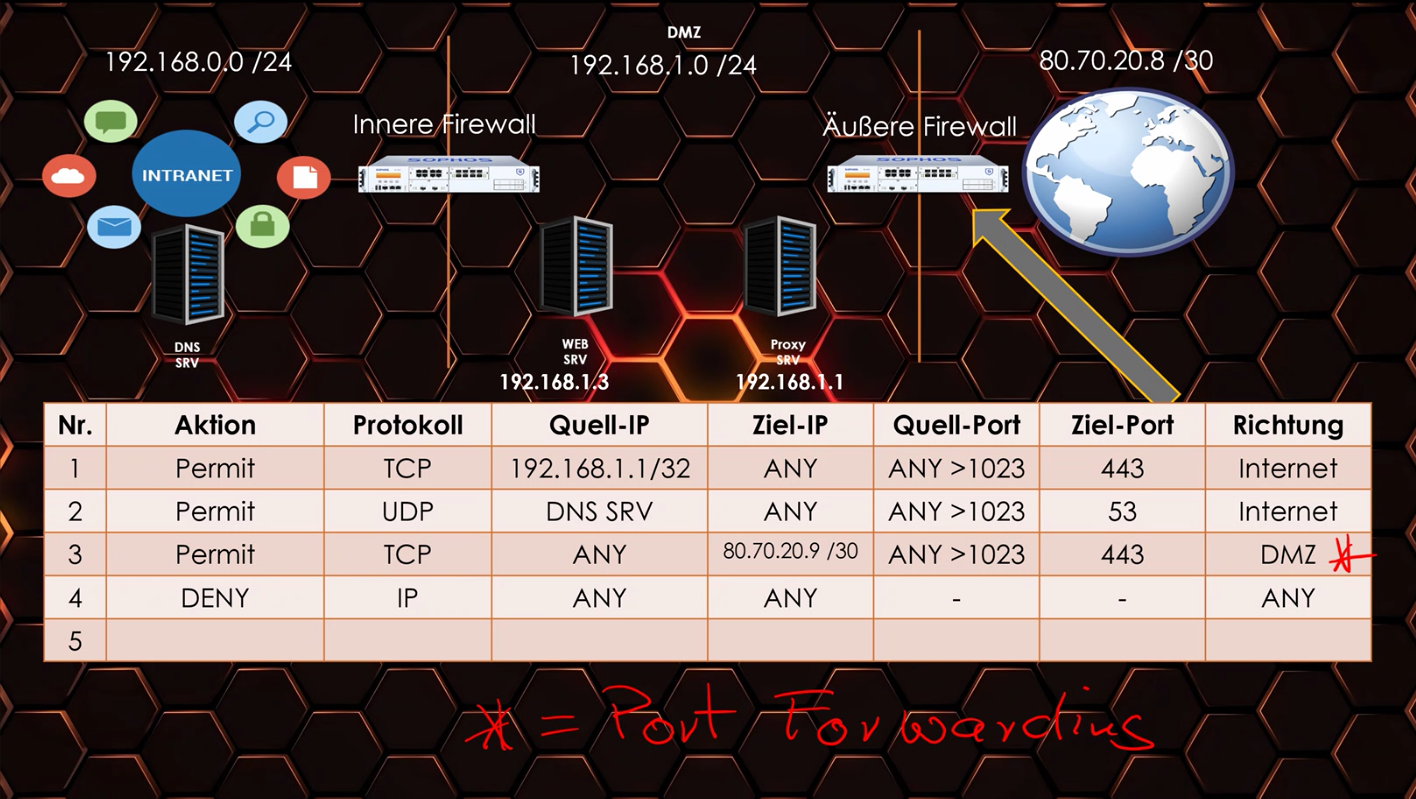 DMZ
192.168.0.0 /24
192.168.1.0 /24
80.70.20.8 /30
Innere Firewall
Äußere Firewall
SOPHOS
SOPHOS
INTRANET
DNS
SRV
WEB
SRV
192.168.1.3
Proxy
SRV
192.168.1.1
Nr. Aktion Protokoll Quell-IP Ziel-IP Quell-Port Ziel-Port Richtung
1 Permit TCP 192.168.1.1/32 ANY ANY >1023 443 Internet
2 Permit UDP DNS SRV ANY ANY >1023 53 Internet
3 Permit TCP ANY 80.70.20.9 /30 ANY >1023 443 DMZ *
4 DENY IP ANY ANY - - ANY
5
* = Port Forwarding